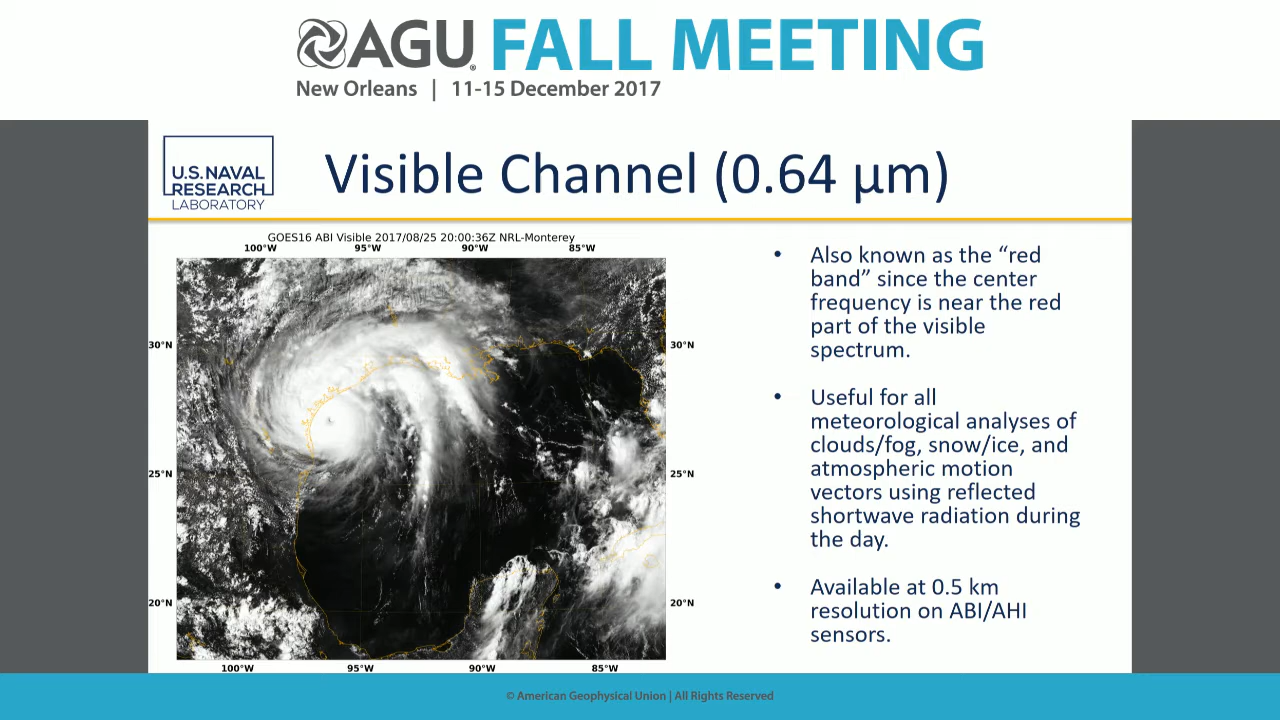 AGU FALL MEETING
New Orleans | 11-15 December 2017
U.S. NAVAL
RESEARCH
LABORATORY
Visible Channel (0.64 µm)
GOES16 ABI Visible 2017/08/25 20:00:36Z NRL-Monterey
100°W 95°W 90°W 85°W
30°N 30°N
25°N 25°N
20°N 20°N
100°W 95°W 90°W 85°W
• Also known as the “red
band” since the center
frequency is near the red
part of the visible
spectrum.
• Useful for all
meteorological analyses of
clouds/fog, snow/ice, and
atmospheric motion
vectors using reflected
shortwave radiation during
the day.
• Available at 0.5 km
resolution on ABI/AHI
sensors.
© American Geophysical Union | All Rights Reserved